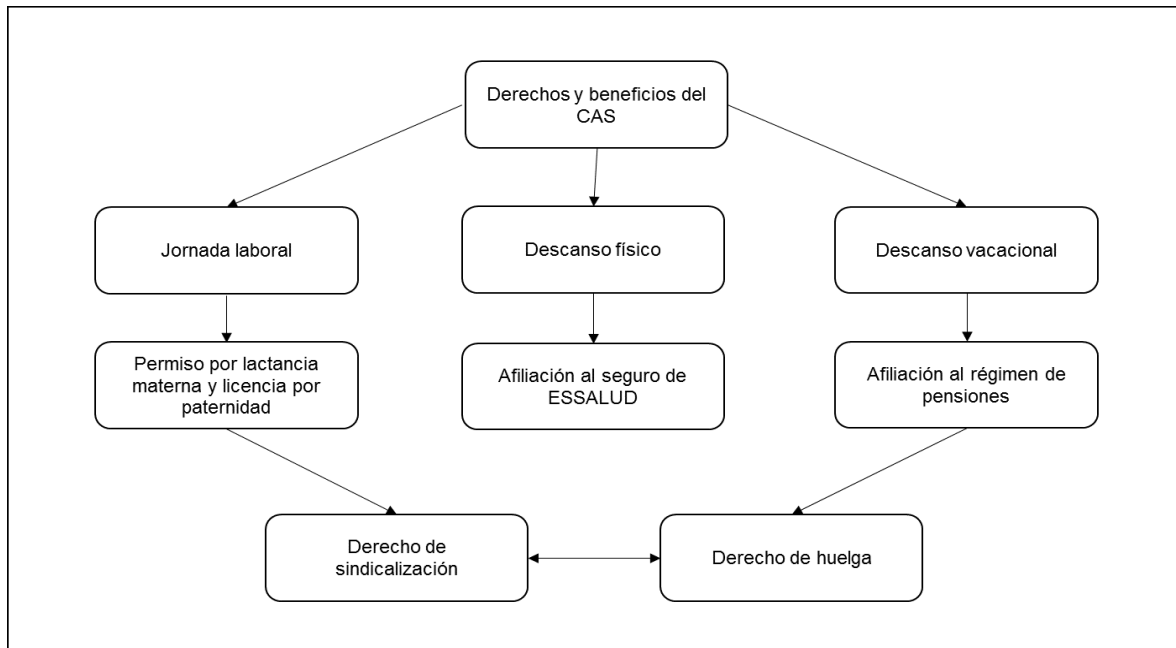 Derechos y beneficios del
CAS
Jornada laboral
Descanso físico
Descanso vacacional
Permiso por lactancia
materna y licencia por
paternidad
Afiliación al seguro de
ESSALUD
Afiliación al régimen de
pensiones
Derecho de
sindicalización
Derecho de huelga